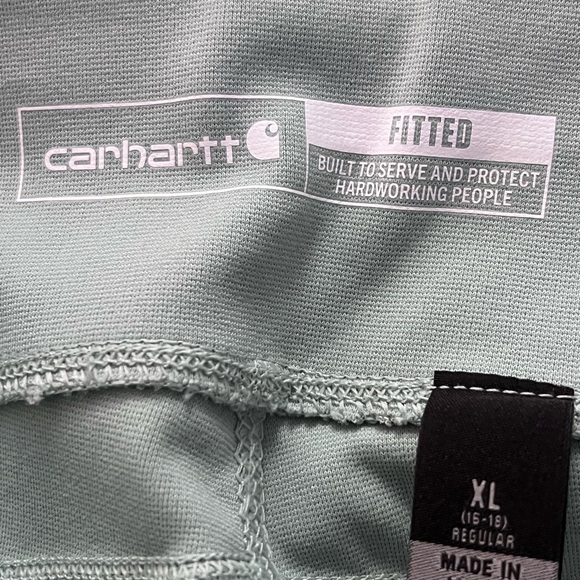 carhartt
FITTED
BUILT TO SERVE AND PROTECT
HARDWORKING PEOPLE
XL
(16-18)
REGULAR
MADE IN